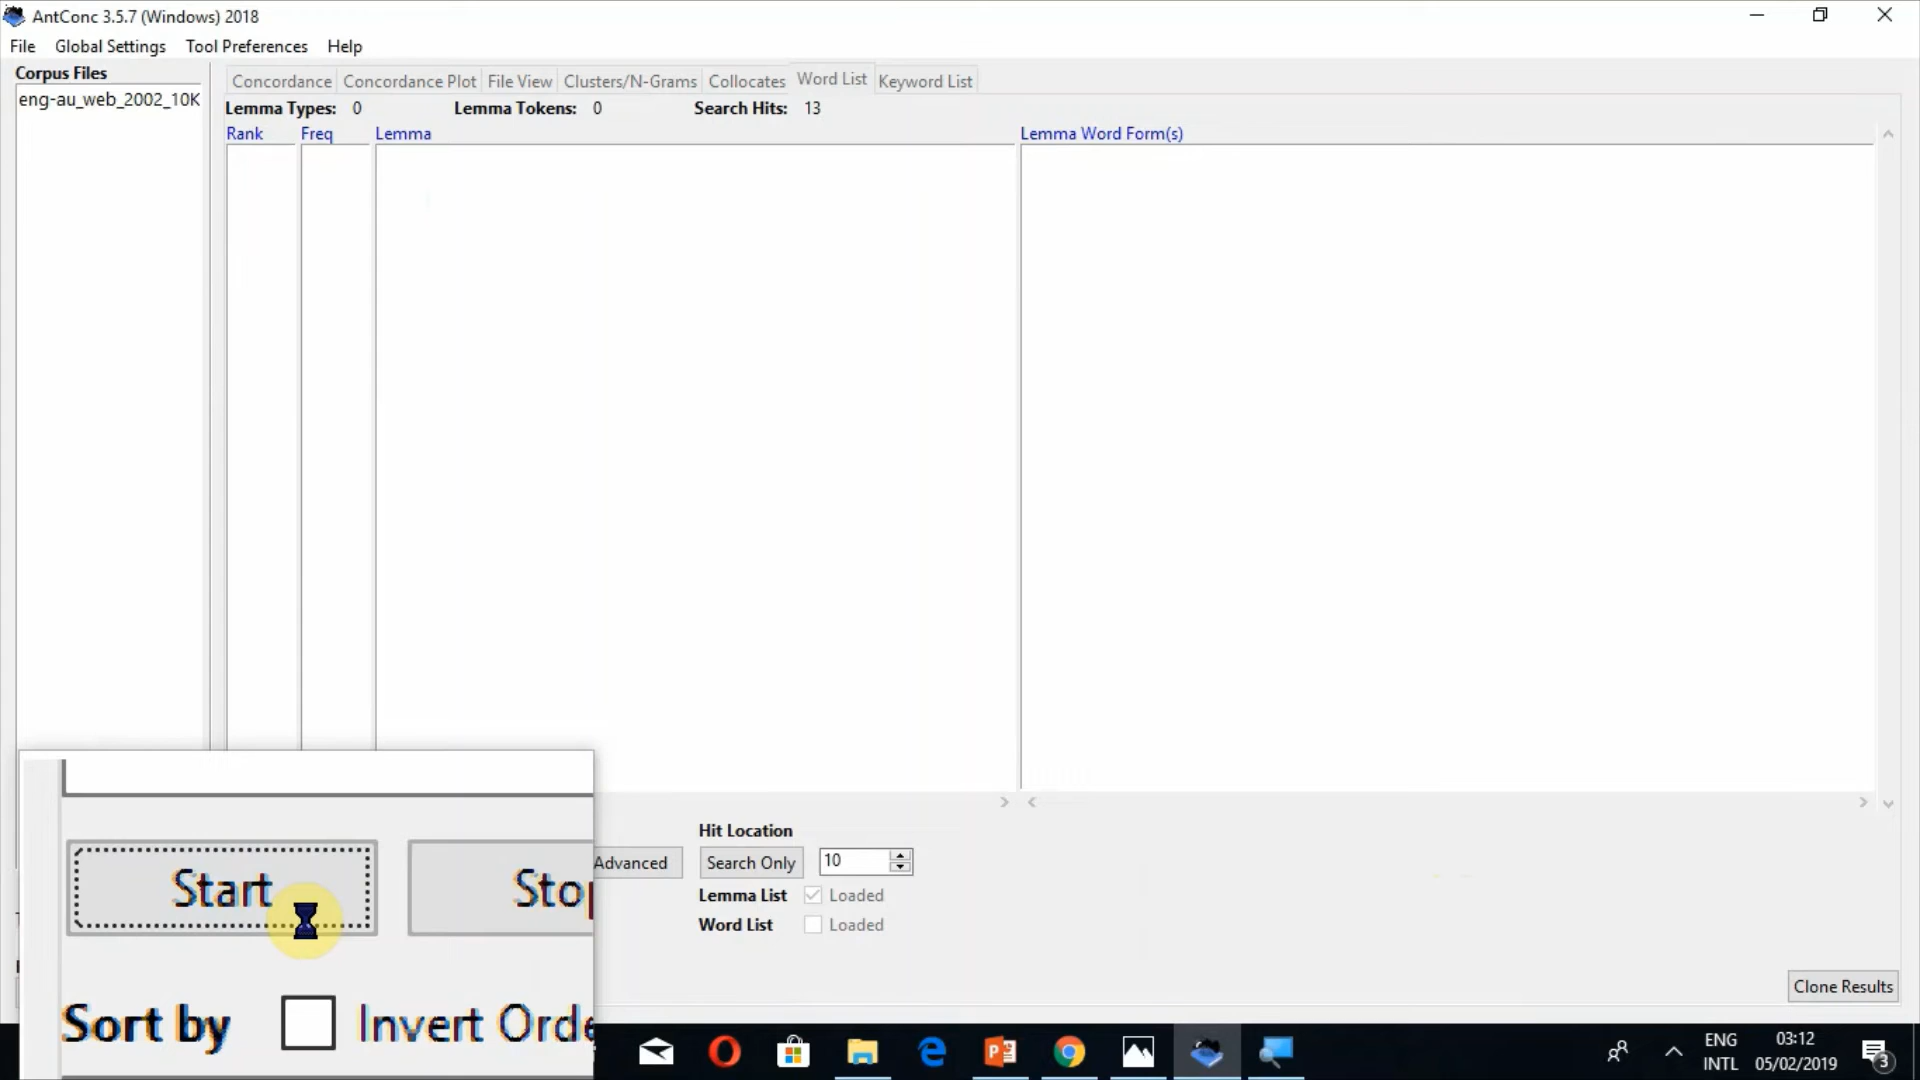 AntConc 3.5.7 (Windows) 2018
File Global Settings Tool Preferences Help
Corpus Files
eng-au_web_2002_10K
Concordance Concordance Plot File View Clusters/N-Grams Collocates Word List Keyword List
Lemma Types: 0 Lemma Tokens: 0 Search Hits: 13
Rank Freq Lemma Lemma Word Form(s)
Hit Location
Advanced Search Only 10
Lemma List Loaded
Word List Loaded
Start Stop
Sort by Invert Orde
Clone Results
ENG 03:12
INTL 05/02/2019
3